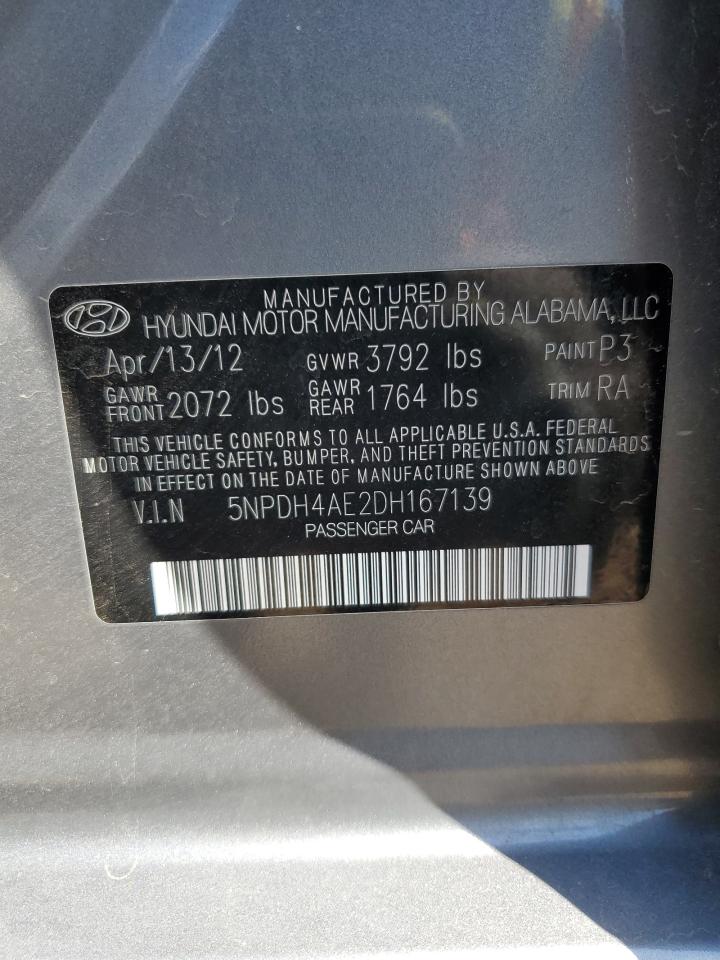 MANUFACTURED BY
HYUNDAI MOTOR MANUFACTURING ALABAMA, LLC
Apr/13/12 GVWR 3792 lbs PAINT P3
GAWR FRONT 2072 lbs GAWR REAR 1764 lbs TRIM RA
THIS VEHICLE CONFORMS TO ALL APPLICABLE U.S.A. FEDERAL
MOTOR VEHICLE SAFETY, BUMPER, AND THEFT PREVENTION STANDARDS
IN EFFECT ON THE DATE OF MANUFACTURE SHOWN ABOVE
V.I.N 5NPDH4AE2DH167139
PASSENGER CAR